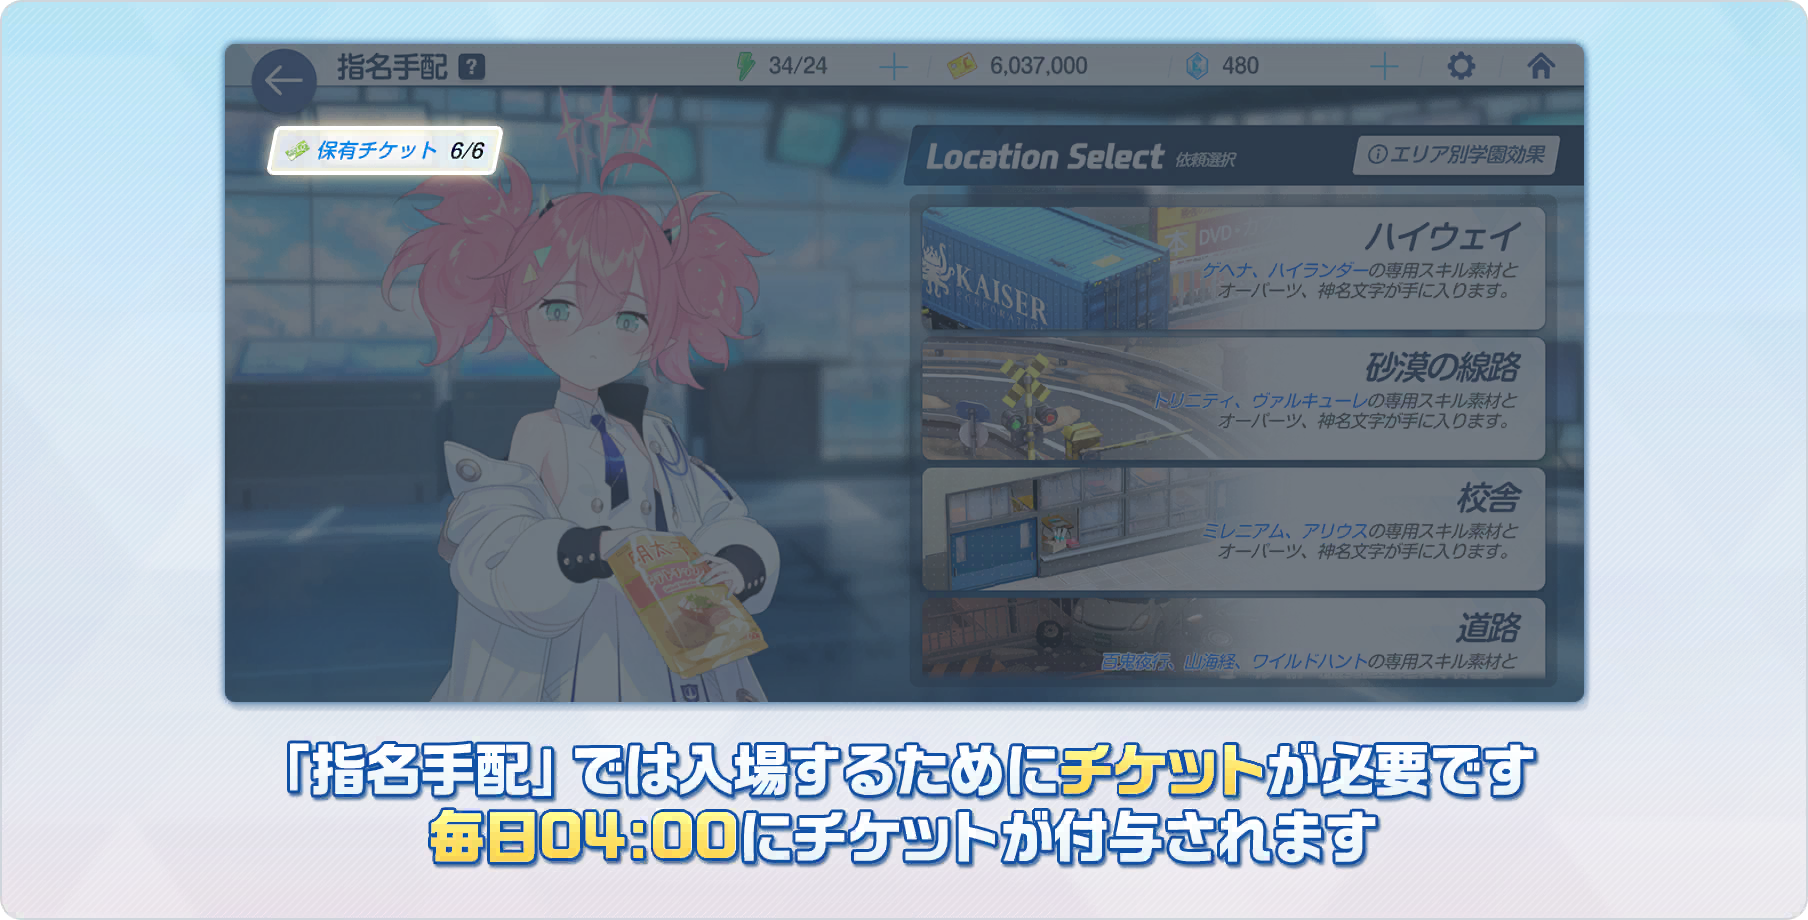 指名手配 ?
34/24
6,037,000
480
保有チケット 6/6
Location Select 依頼選択
エリア別学園効果
ハイウェイ
ゲヘナ、ハイランダーの専用スキル素材と
オーパーツ、神名文字が手に入ります。
KAISER
CORPORATION
本 DVD
砂漠の線路
トリニティ、ヴァルキューレの専用スキル素材と
オーパーツ、神名文字が手に入ります。
校舎
ミレニアム、アリウスの専用スキル素材と
オーパーツ、神名文字が手に入ります。
道路
百鬼夜行、山海経、ワイルドハントの専用スキル素材と
明太子
「指名手配」では入場するためにチケットが必要です
毎日04:00にチケットが付与されます